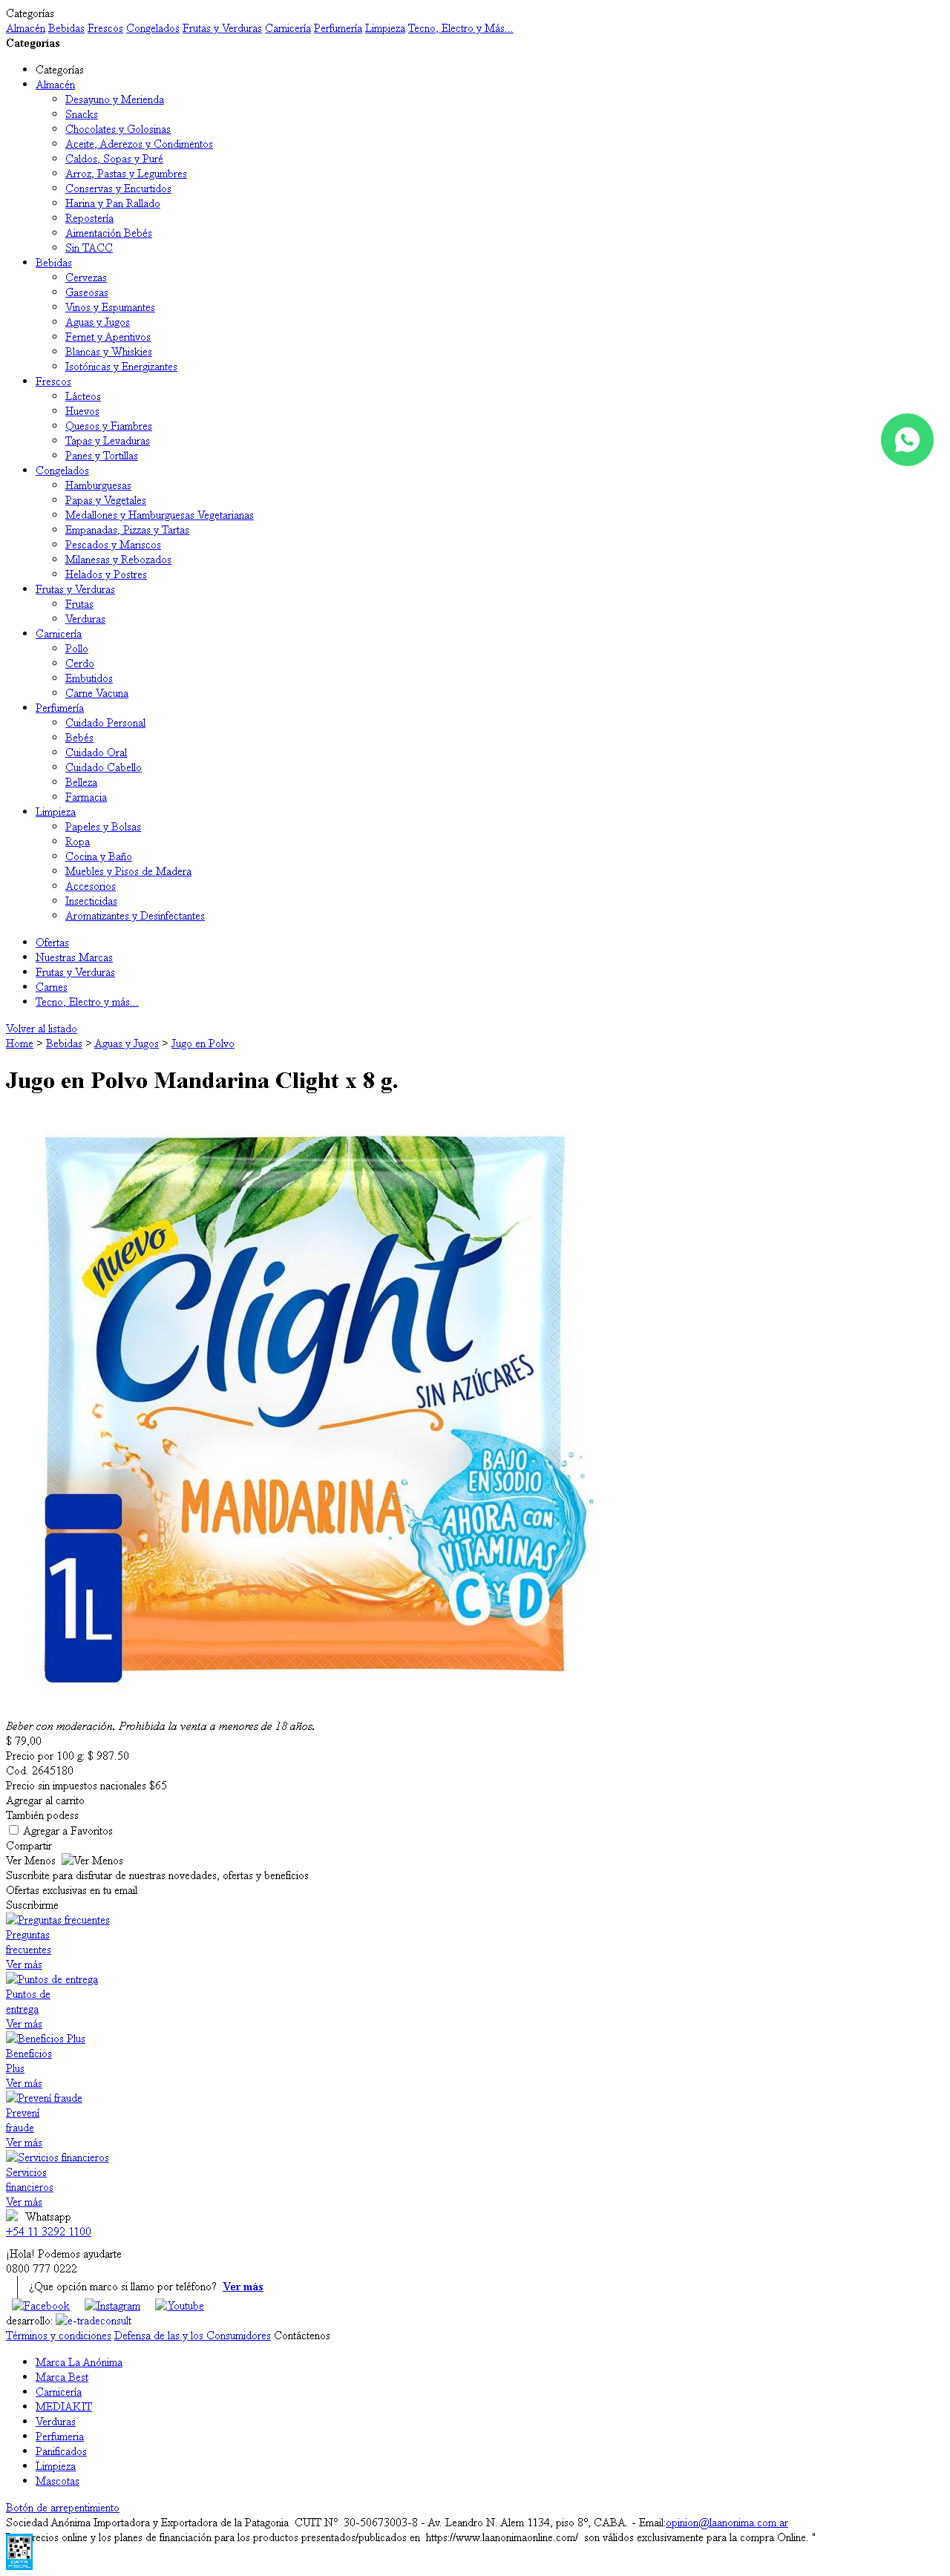 Categorías
Almacén Bebidas Frescos Congelados Frutas y Verduras Carnicería Perfumería Limpieza Tecno, Electro y Más...
Categorías
Categorías
Almacén
Desayuno y Merienda
Snacks
Chocolates y Golosinas
Aceite, Aderezos y Condimentos
Caldos, Sopas y Puré
Arroz, Pastas y Legumbres
Conservas y Encurtidos
Harina y Pan Rallado
Repostería
Aimentación Bebés
Sin TACC
Bebidas
Cervezas
Gaseosas
Vinos y Espumantes
Aguas y Jugos
Fernet y Aperitivos
Blancas y Whiskies
Isotónicas y Energizantes
Frescos
Lácteos
Huevos
Quesos y Fiambres
Tapas y Levaduras
Panes y Tortillas
Congelados
Hamburguesas
Papas y Vegetales
Medallones y Hamburguesas Vegetarianas
Empanadas, Pizzas y Tartas
Pescados y Mariscos
Milanesas y Rebozados
Helados y Postres
Frutas y Verduras
Frutas
Verduras
Carnicería
Pollo
Cerdo
Embutidos
Carne Vacuna
Perfumería
Cuidado Personal
Bebés
Cuidado Oral
Cuidado Cabello
Belleza
Farmacia
Limpieza
Papeles y Bolsas
Ropa
Cocina y Baño
Muebles y Pisos de Madera
Accesorios
Insecticidas
Aromatizantes y Desinfectantes
Ofertas
Nuestras Marcas
Frutas y Verduras
Carnes
Tecno, Electro y más...
Volver al listado
Home > Bebidas > Aguas y Jugos > Jugo en Polvo
Jugo en Polvo Mandarina Clight x 8 g.
nuevo
Clight
SIN AZÚCARES
MANDARINA
BAJO
EN SODIO
AHORA CON
VITAMINAS
C Y D
1L
Beber con moderación. Prohibida la venta a menores de 18 años.
$ 79,00
Precio por 100 g: $ 987.50
Cod. 2645180
Precio sin impuestos nacionales $65
Agregar al carrito
También podess
Agregar a Favoritos
Compartir
Ver Menos Ver Menos
Suscribite para disfrutar de nuestras novedades, ofertas y beneficios
Ofertas exclusivas en tu email
Suscribirme
Preguntas frecuentes
Preguntas
frecuentes
Ver más
Puntos de entrega
Puntos de
entrega
Ver más
Beneficios Plus
Beneficios
Plus
Ver más
Prevení fraude
Prevení
fraude
Ver más
Servicios financieros
Servicios
financieros
Ver más
Whatsapp
+54 11 3292 1100
¡Hola! Podemos ayudarte
0800 777 0222
¿Que opción marco si llamo por teléfono? Ver más
Facebook Instagram Youtube
desarrollo: e-tradeconsult
Términos y condiciones Defensa de las y los Consumidores Contáctenos
Marca La Anónima
Marca Best
Carnicería
MEDIAKIT
Verduras
Perfumeria
Panificados
Limpieza
Mascotas
Botón de arrepentimiento
Sociedad Anónima Importadora y Exportadora de la Patagonia CUIT Nº 30-50673003-8 - Av. Leandro N. Alem 1134, piso 8º, CABA. - Email:opinion@laanonima.com.ar
recios online y los planes de financiación para los productos presentados/publicados en https://www.laanonimaonline.com/ son válidos exclusivamente para la compra Online. "
DATA
FISCAL